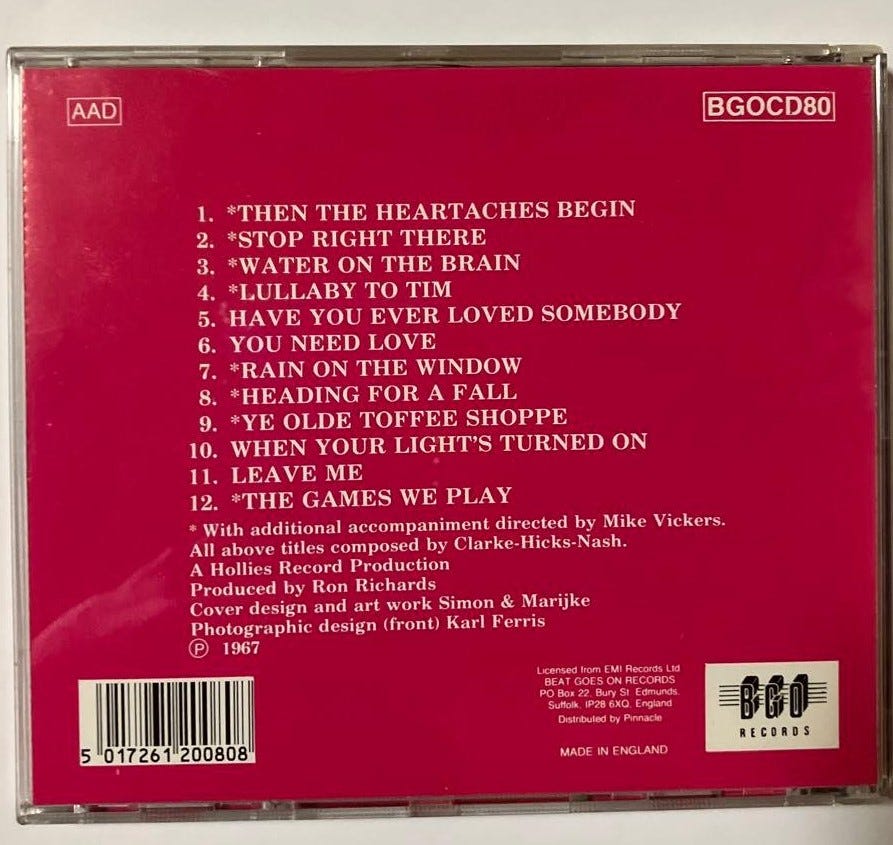 AAD
BGOCD80
1. *THEN THE HEARTACHES BEGIN
2. *STOP RIGHT THERE
3. *WATER ON THE BRAIN
4. *LULLABY TO TIM
5. HAVE YOU EVER LOVED SOMEBODY
6. YOU NEED LOVE
7. *RAIN ON THE WINDOW
8. *HEADING FOR A FALL
9. *YE OLDE TOFFEE SHOPPE
10. WHEN YOUR LIGHT'S TURNED ON
11. LEAVE ME
12. *THE GAMES WE PLAY
* With additional accompaniment directed by Mike Vickers.
All above titles composed by Clarke-Hicks-Nash.
A Hollies Record Production
Produced by Ron Richards
Cover design and art work Simon & Marijke
Photographic design (front) Karl Ferris
℗ 1967
Licensed from EMI Records Ltd
BEAT GOES ON RECORDS
PO Box 22, Bury St. Edmunds,
Suffolk, IP28 6XQ, England
Distributed by Pinnacle
MADE IN ENGLAND
BGO
RECORDS
5 017261 200808